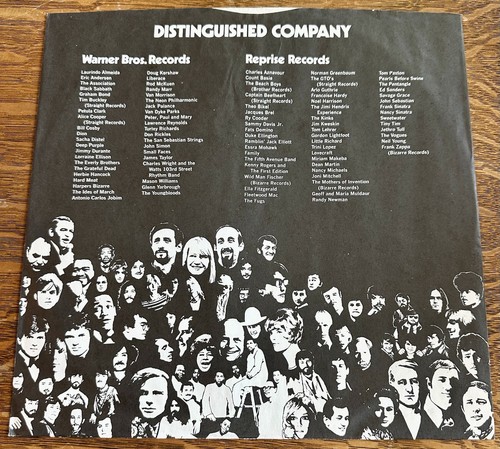 DISTINGUISHED COMPANY
Warner Bros. Records
Laurindo Almeida
Eric Andersen
The Association
Black Sabbath
Graham Bond
Tim Buckley
(Straight Records)
Petula Clark
Alice Cooper
(Straight Records)
Bill Cosby
Dion
Sacha Distel
Deep Purple
Jimmy Durante
Lorraine Ellison
The Everly Brothers
The Grateful Dead
Herbie Hancock
Hard Meat
Harpers Bizarre
The Ides of March
Antonio Carlos Jobim
Doug Kershaw
Liberace
Rod McKuen
Randy Marr
Van Morrison
The Neon Philharmonic
Jack Palance
Van Dyke Parks
Peter, Paul and Mary
Lawrence Reynolds
Turley Richards
Don Rickles
The San Sebastian Strings
John Simon
Small Faces
James Taylor
Charles Wright and the
Watts 103rd Street
Rhythm Band
Mason Williams
Glenn Yarbrough
The Youngbloods
Reprise Records
Charles Aznavour
Count Basie
The Beach Boys
(Brother Records)
Captain Beefheart
(Straight Records)
Theo Bikel
Jacques Brel
Ry Cooder
Sammy Davis Jr.
Fats Domino
Duke Ellington
Ramblin' Jack Elliott
Exora Mohawk
Family
The Fifth Avenue Band
Kenny Rogers and
The First Edition
Wild Man Fischer
(Bizarre Records)
Ella Fitzgerald
Fleetwood Mac
The Fugs
Norman Greenbaum
The GTO's
(Straight Records)
Arlo Guthrie
Francoise Hardy
Noel Harrison
The Jimi Hendrix
Experience
The Kinks
Jim Kweskin
Tom Lehrer
Gordon Lightfoot
Little Richard
Trini Lopez
Lovecraft
Miriam Makeba
Dean Martin
Nancy Michaels
Joni Mitchell
The Mothers of Invention
(Bizarre Records)
Geoff and Maria Muldaur
Randy Newman
Tom Paxton
Pearls Before Swine
The Pentangle
Ed Sanders
Savage Grace
John Sebastian
Frank Sinatra
Nancy Sinatra
Sweetwater
Tiny Tim
Jethro Tull
The Vogues
Neil Young
Frank Zappa
(Bizarre Records)